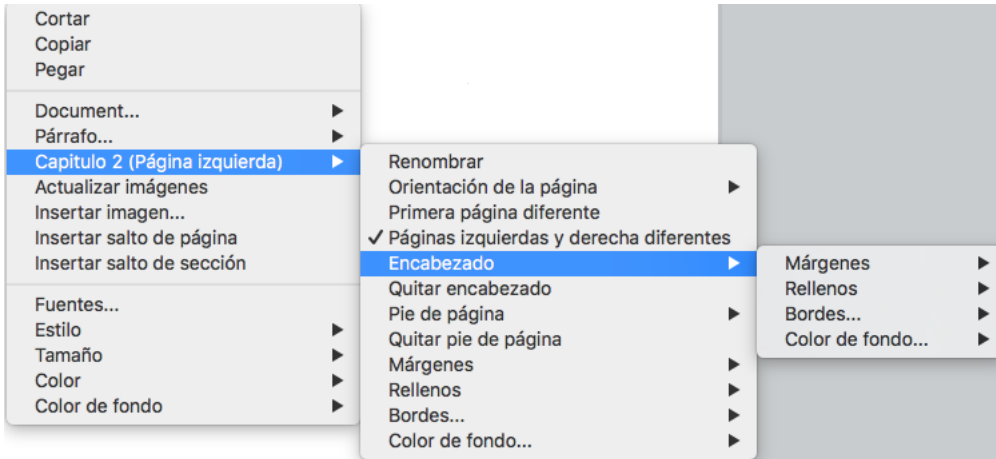 Cortar
Copiar
Pegar
Document...
Párrafo...
Capitulo 2 (Página izquierda)
Actualizar imágenes
Insertar imagen...
Insertar salto de página
Insertar salto de sección
Fuentes...
Estilo
Tamaño
Color
Color de fondo
Renombrar
Orientación de la página
Primera página diferente
✓ Páginas izquierdas y derecha diferentes
Encabezado
Quitar encabezado
Pie de página
Quitar pie de página
Márgenes
Rellenos
Bordes...
Color de fondo...
Márgenes
Rellenos
Bordes...
Color de fondo...